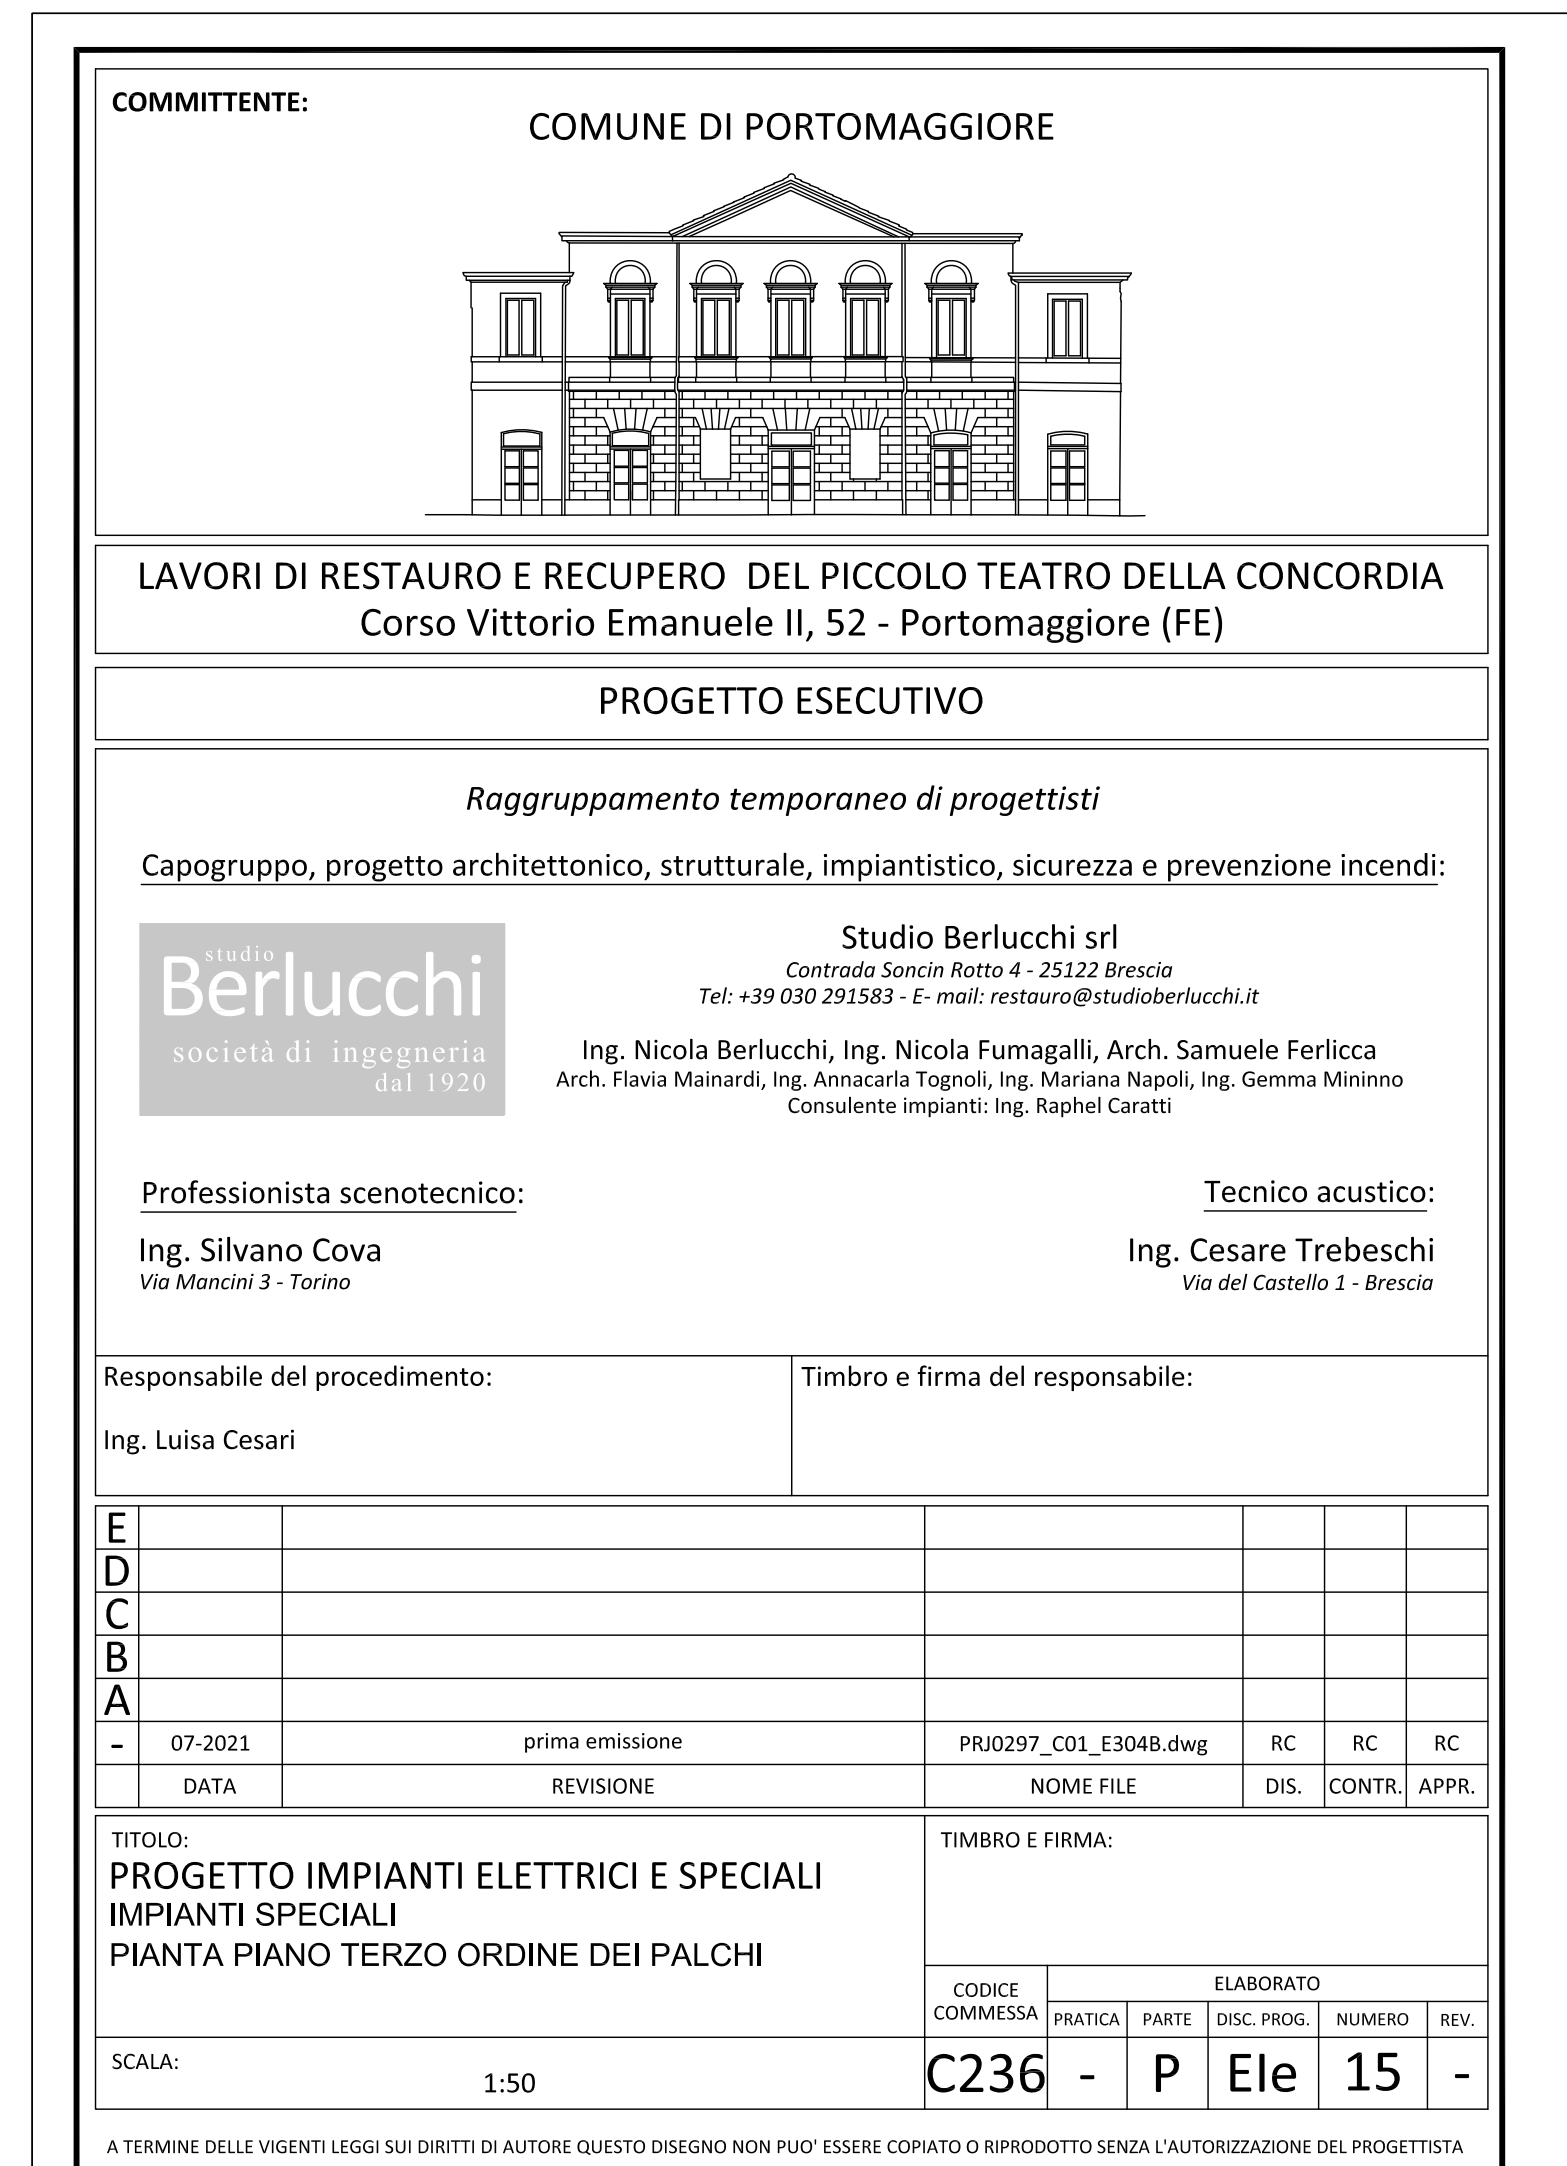 COMMITTENTE:
COMUNE DI PORTOMAGGIORE
LAVORI DI RESTAURO E RECUPERO DEL PICCOLO TEATRO DELLA CONCORDIA
Corso Vittorio Emanuele II, 52 - Portomaggiore (FE)
PROGETTO ESECUTIVO
Raggruppamento temporaneo di progettisti
Capogruppo, progetto architettonico, strutturale, impiantistico, sicurezza e prevenzione incendi:
studio
Berlucchi
società di ingegneria
dal 1920
Studio Berlucchi srl
Contrada Soncin Rotto 4 - 25122 Brescia
Tel: +39 030 291583 - E- mail: restauro@studioberlucchi.it
Ing. Nicola Berlucchi, Ing. Nicola Fumagalli, Arch. Samuele Ferlicca
Arch. Flavia Mainardi, Ing. Annacarla Tognoli, Ing. Mariana Napoli, Ing. Gemma Mininno
Consulente impianti: Ing. Raphel Caratti
Professionista scenotecnico:
Ing. Silvano Cova
Via Mancini 3 - Torino
Tecnico acustico:
Ing. Cesare Trebeschi
Via del Castello 1 - Brescia
Responsabile del procedimento:
Ing. Luisa Cesari
Timbro e firma del responsabile:
E
D
C
B
A
- 07-2021 prima emissione PRJ0297_C01_E304B.dwg RC RC RC
DATA REVISIONE NOME FILE DIS. CONTR. APPR.
TITOLO:
PROGETTO IMPIANTI ELETTRICI E SPECIALI
IMPIANTI SPECIALI
PIANTA PIANO TERZO ORDINE DEI PALCHI
SCALA:
1:50
TIMBRO E FIRMA:
CODICE
COMMESSA
ELABORATO
PRATICA PARTE DISC. PROG. NUMERO REV.
C236 - P Ele 15 -
A TERMINE DELLE VIGENTI LEGGI SUI DIRITTI DI AUTORE QUESTO DISEGNO NON PUO' ESSERE COPIATO O RIPRODOTTO SENZA L'AUTORIZZAZIONE DEL PROGETTISTA